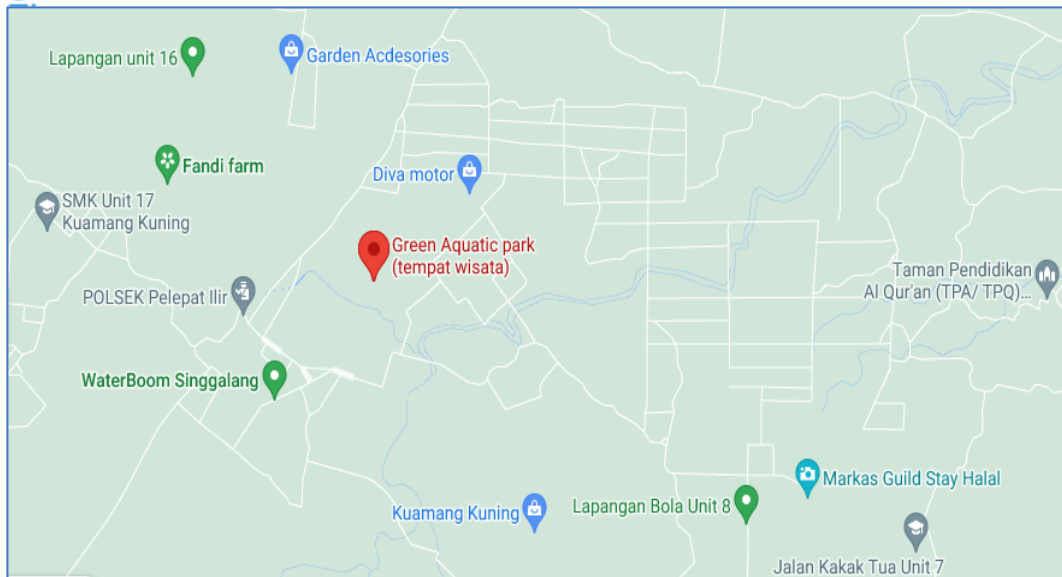 Lapangan unit 16
Garden Acdesories
Fandi farm
Diva motor
SMK Unit 17
Kuamang Kuning
Green Aquatic park
(tempat wisata)
Taman Pendidikan
Al Qur'an (TPA/ TPQ)...
POLSEK Pelepat Ilir
WaterBoom Singgalang
Markas Guild Stay Halal
Kuamang Kuning
Lapangan Bola Unit 8
Jalan Kakak Tua Unit 7